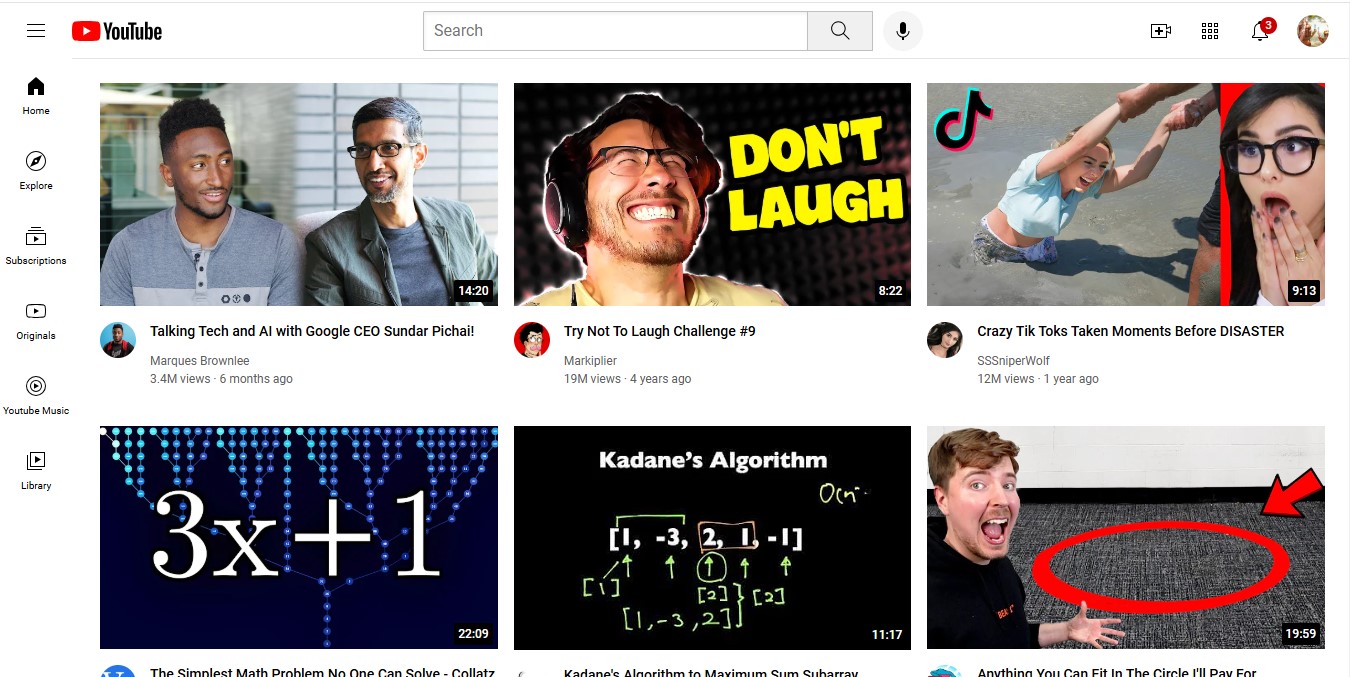 YouTube
Search
3
Home
Explore
Subscriptions
Originals
Youtube Music
Library
14:20
Talking Tech and AI with Google CEO Sundar Pichai!
Marques Brownlee
3.4M views · 6 months ago
DON'T
LAUGH
8:22
Try Not To Laugh Challenge #9
Markiplier
19M views · 4 years ago
9:13
Crazy Tik Toks Taken Moments Before DISASTER
SSSniperWolf
12M views · 1 year ago
3x+1
22:09
The Simplest Math Problem No One Can Solve - Collatz
Kadane's Algorithm
[1, -3, 2, 1, -1]
[1]
[2]
[2]
[1, -3, 2]
11:17
Kadane's Algorithm to Maximum Sum Subarray
19:59
Anything You Can Fit In The Circle I'll Pay For